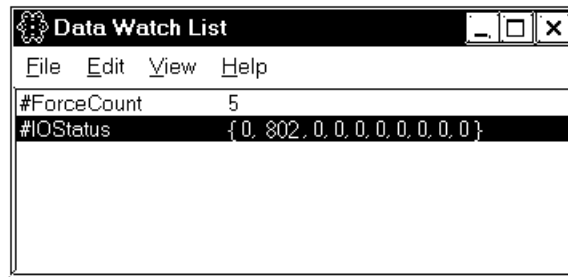 Data Watch List
File Edit View Help
#ForceCount 5
#IOStatus { 0, 802, 0, 0, 0, 0, 0, 0, 0, 0 }